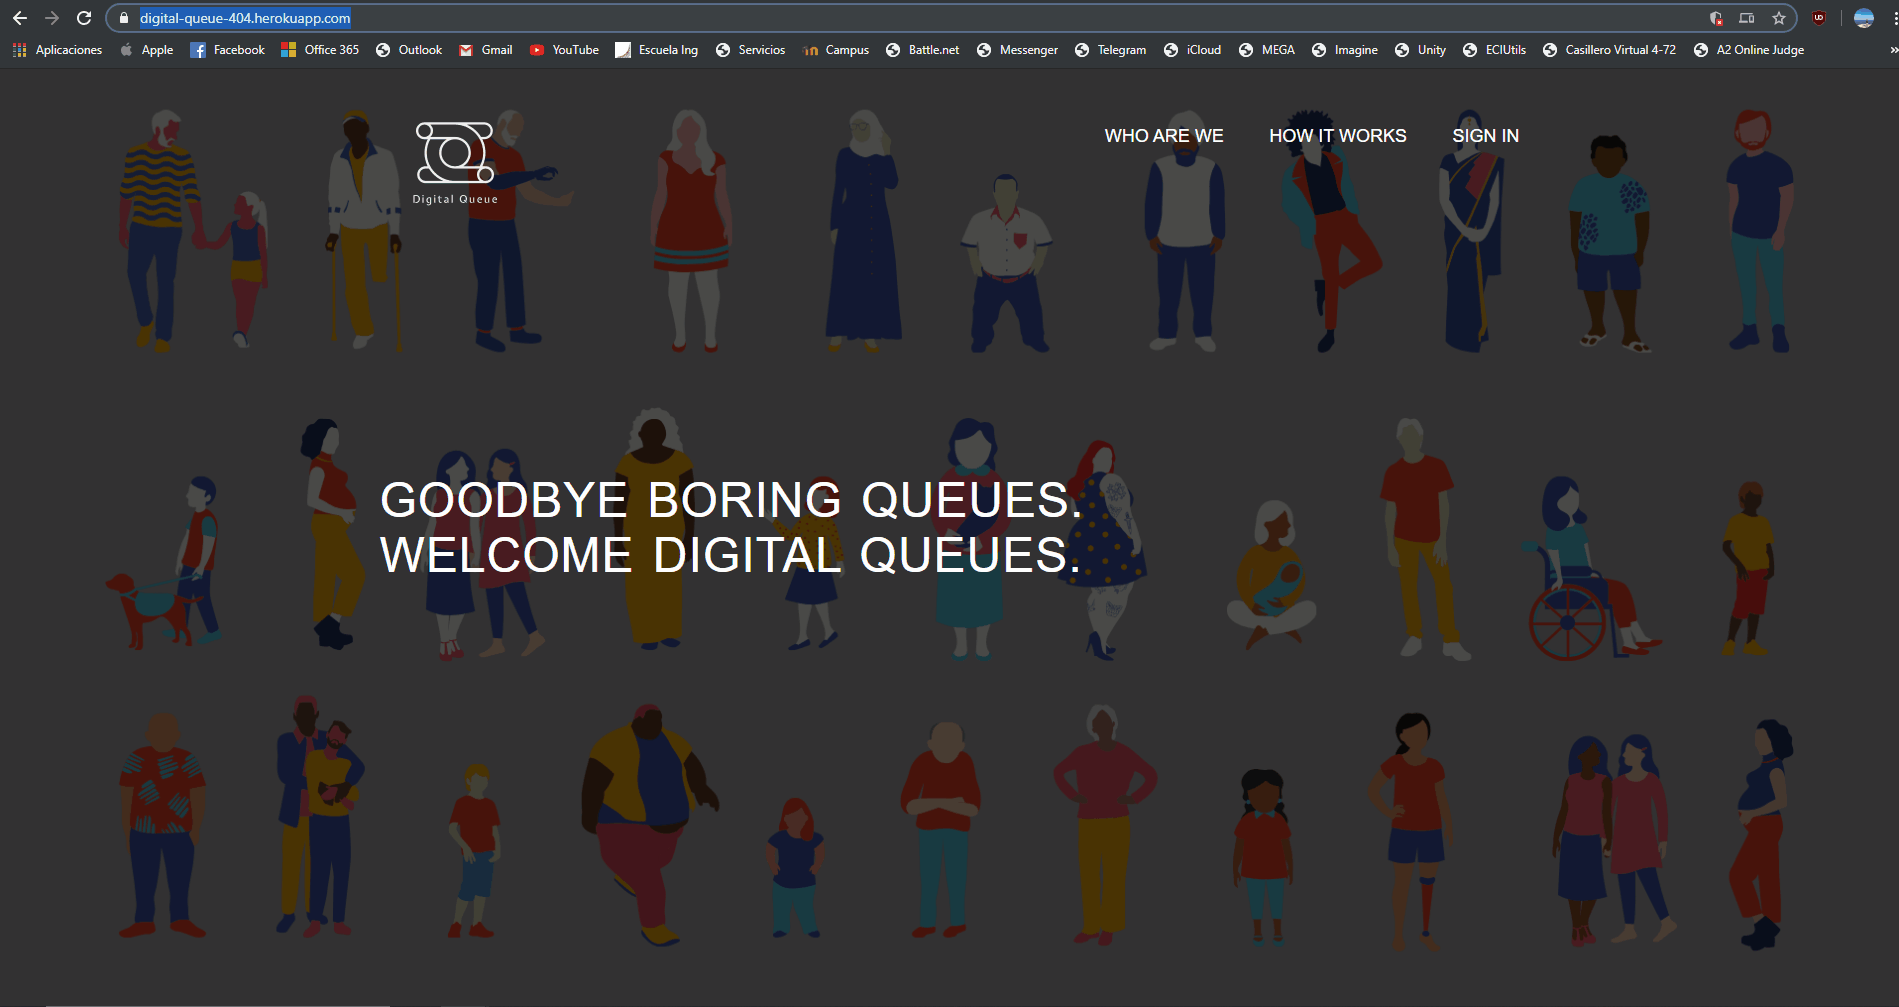 digital-queue-404.herokuapp.com
Aplicaciones Apple Facebook Office 365 Outlook Gmail YouTube Escuela Ing Servicios Campus Battle.net Messenger Telegram iCloud MEGA Imagine Unity ECIUtils Casillero Virtual 4-72 A2 Online Judge
WHO ARE WE HOW IT WORKS SIGN IN
Digital Queue
GOODBYE BORING QUEUES.
WELCOME DIGITAL QUEUES.